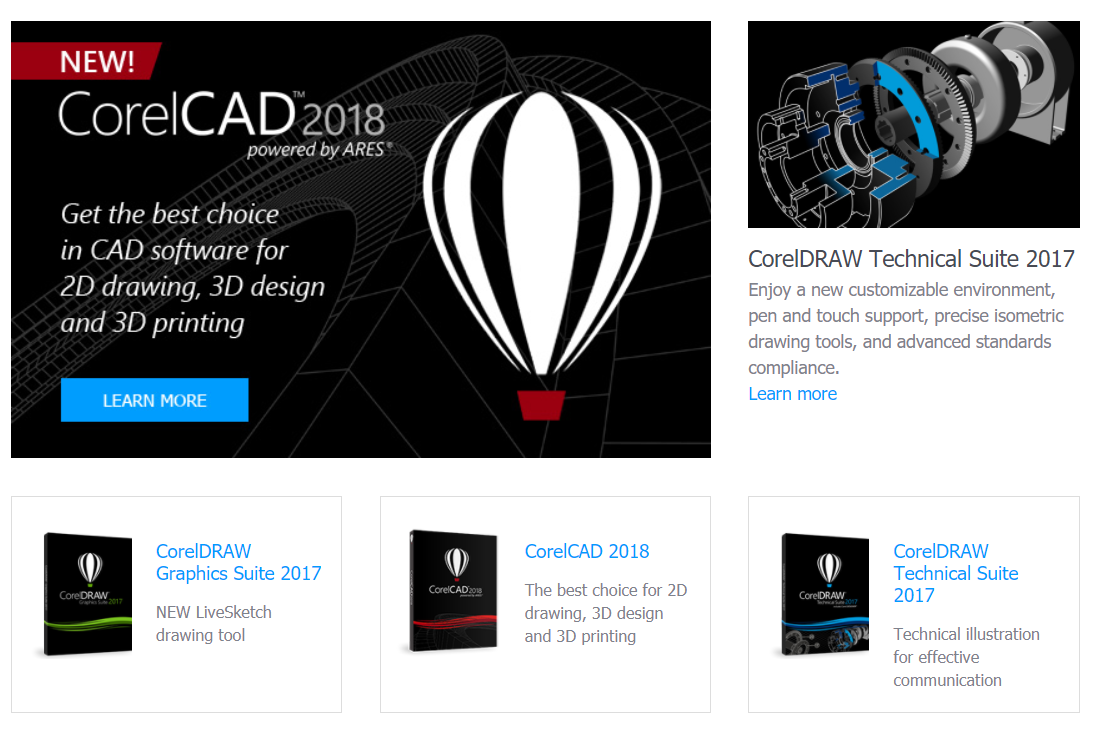 NEW!
CorelCAD™ 2018
powered by ARES®
Get the best choice
in CAD software for
2D drawing, 3D design
and 3D printing
LEARN MORE
CorelDRAW Technical Suite 2017
Enjoy a new customizable environment,
pen and touch support, precise isometric
drawing tools, and advanced standards
compliance.
Learn more
CorelDRAW
Graphics Suite 2017
CorelDRAW
Graphics Suite 2017
NEW LiveSketch
drawing tool
CorelCAD 2018
CorelCAD 2018
The best choice for 2D
drawing, 3D design
and 3D printing
CorelDRAW
Technical Suite 2017
CorelDRAW
Technical Suite
2017
Technical illustration
for effective
communication